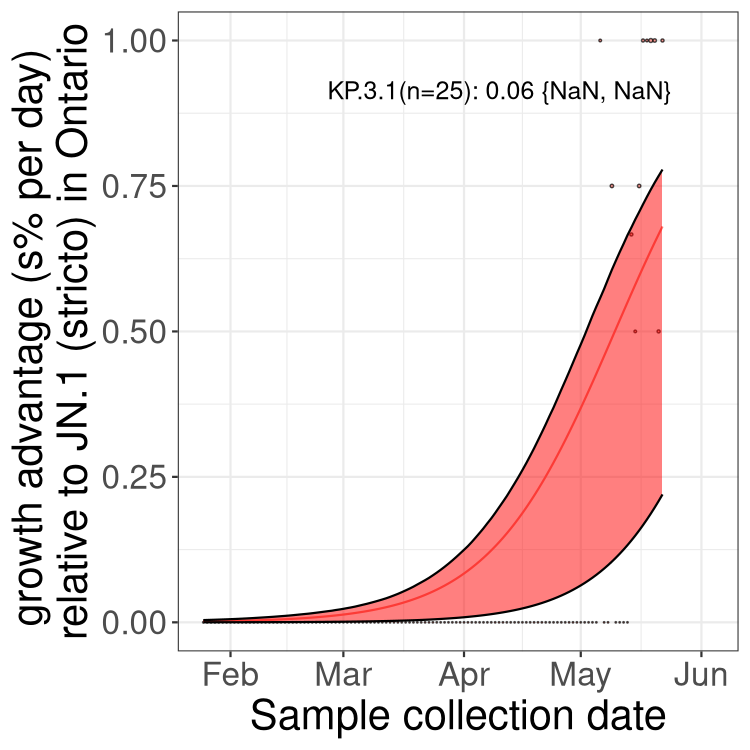 growth advantage (s% per day)
relative to JN.1 (stricto) in Ontario
1.00
0.75
0.50
0.25
0.00
KP.3.1(n=25): 0.06 {NaN, NaN}
Feb Mar Apr May Jun
Sample collection date